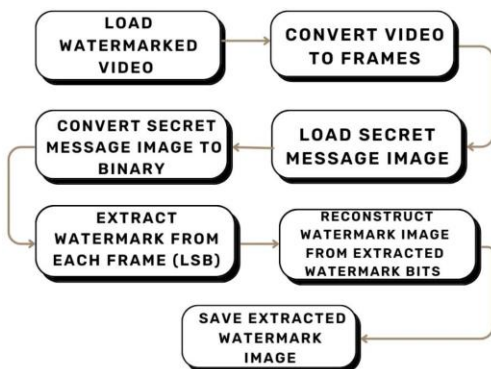 LOAD
WATERMARKED
VIDEO
CONVERT VIDEO
TO FRAMES
LOAD SECRET
MESSAGE IMAGE
CONVERT SECRET
MESSAGE IMAGE TO
BINARY
EXTRACT
WATERMARK FROM
EACH FRAME (LSB)
RECONSTRUCT
WATERMARK IMAGE
FROM EXTRACTED
WATERMARK BITS
SAVE EXTRACTED
WATERMARK
IMAGE